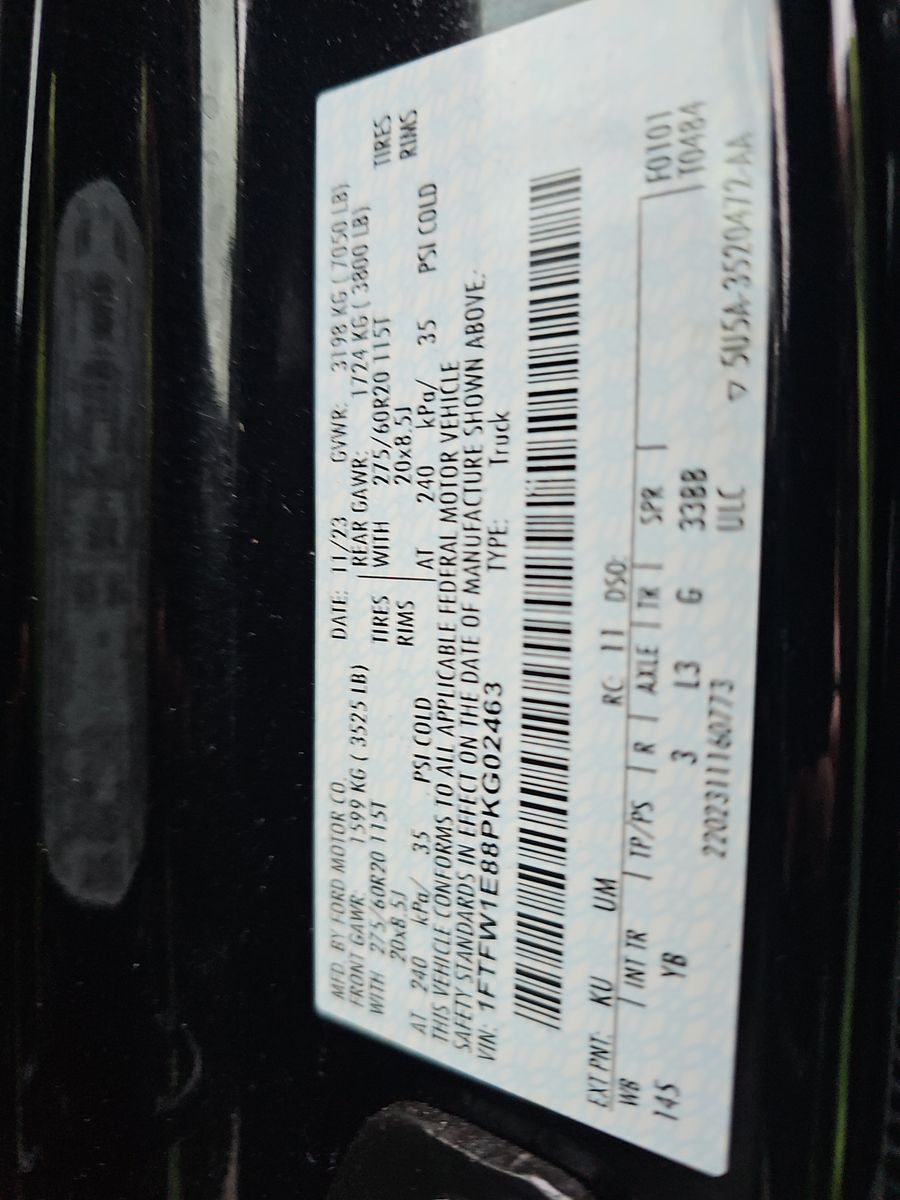 MFD. BY FORD MOTOR CO. DATE: 11/23 GVWR: 3198 KG ( 7050 LB)
FRONT GAWR: 1599 KG ( 3525 LB) REAR GAWR: 1724 KG ( 3800 LB)
WITH 275/60R20 115T TIRES WITH 275/60R20 115T TIRES
20x8.5J RIMS 20x8.5J RIMS
AT 240 kPa/ 35 PSI COLD AT 240 kPa/ 35 PSI COLD
THIS VEHICLE CONFORMS TO ALL APPLICABLE FEDERAL MOTOR VEHICLE
SAFETY STANDARDS IN EFFECT ON THE DATE OF MANUFACTURE SHOWN ABOVE.
VIN: 1FTFW1E88PKG02463 TYPE: Truck
EXT PNT: KU UM RC: 11 DSO: F0101
WB INT TR TP/PS R AXLE TR SPR T0484
145 YB 3 L3 G 33BB
220231116077​3 ULC ▽ 5U5A-3520472-AA